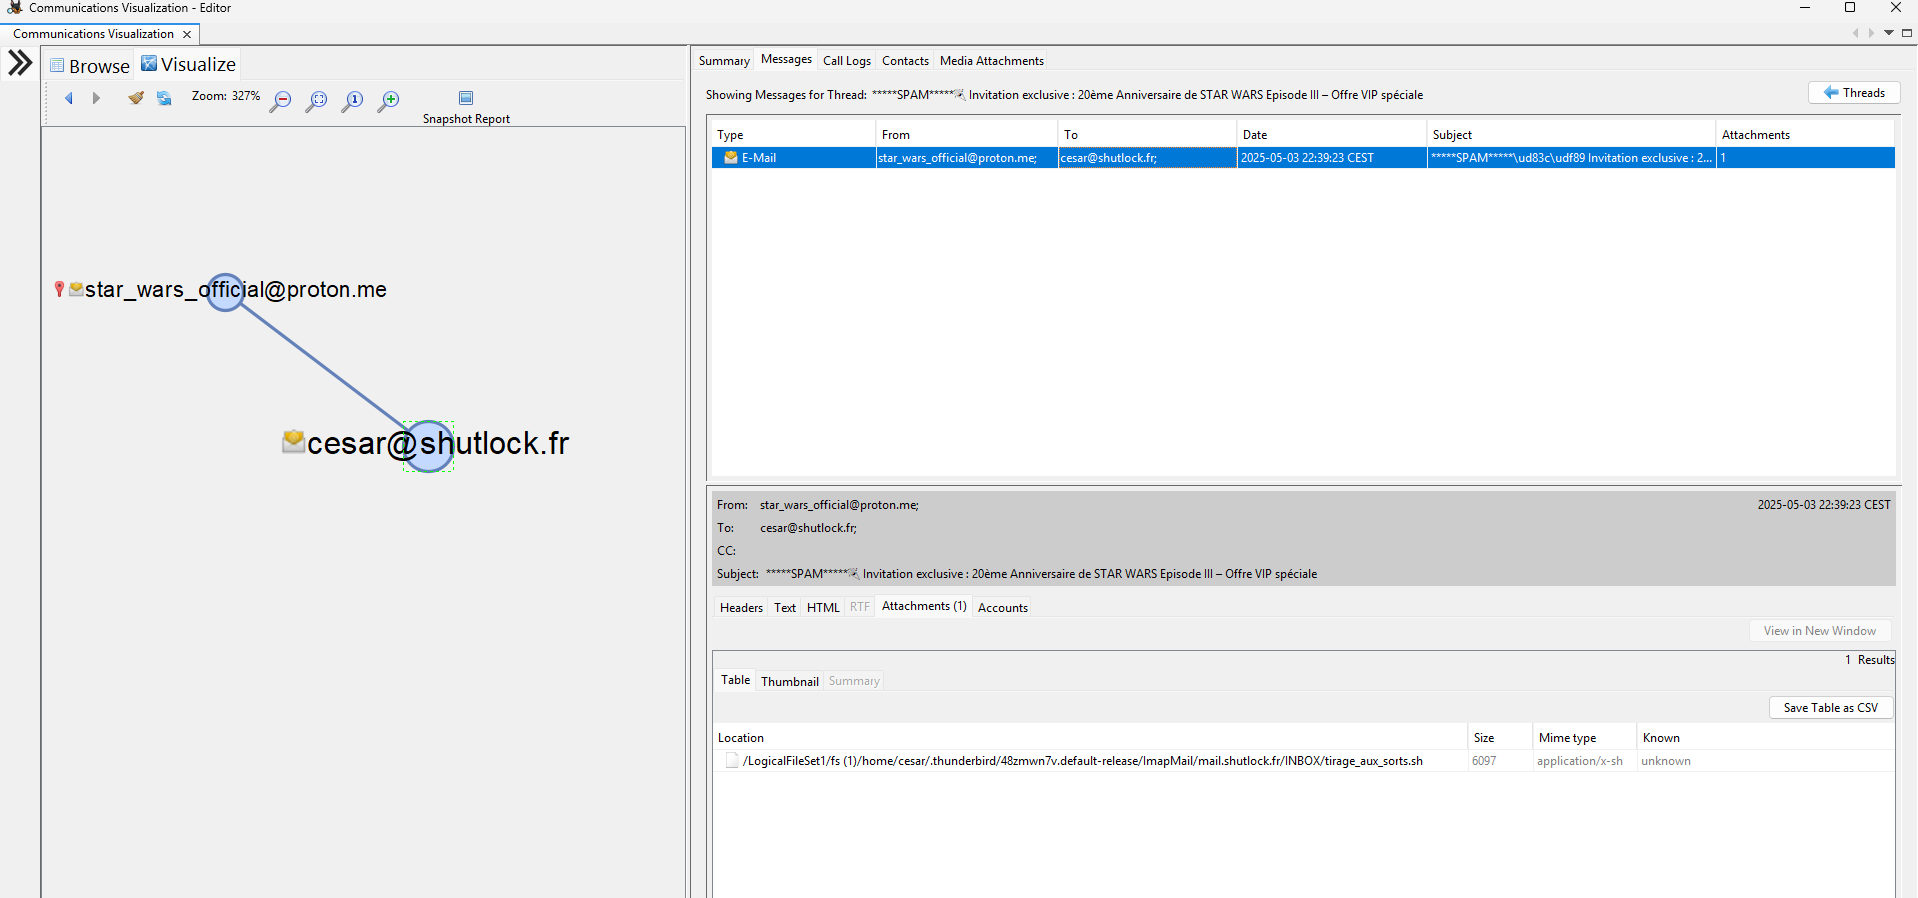 Communications Visualization - Editor
Communications Visualization
Browse
Visualize
Zoom: 327%
Snapshot Report
star_wars_official@proton.me
cesar@shutlock.fr
Summary Messages Call Logs Contacts Media Attachments
Showing Messages for Thread: *****SPAM***** Invitation exclusive : 20ème Anniversaire de STAR WARS Episode III – Offre VIP spéciale
Threads
Type From To Date Subject Attachments
E-Mail star_wars_official@proton.me; cesar@shutlock.fr; 2025-05-03 22:39:23 CEST *****SPAM*****\ud83c\udf89 Invitation exclusive : 2... 1
From: star_wars_official@proton.me; 2025-05-03 22:39:23 CEST
To: cesar@shutlock.fr;
CC:
Subject: *****SPAM***** Invitation exclusive : 20ème Anniversaire de STAR WARS Episode III – Offre VIP spéciale
Headers Text HTML RTF Attachments (1) Accounts
View in New Window
1 Results
Table Thumbnail Summary
Save Table as CSV
Location Size Mime type Known
/LogicalFileSet1/fs (1)/home/cesar/.thunderbird/48zmwn7v.default-release/ImapMail/mail.shutlock.fr/INBOX/tirage_aux_sorts.sh 6097 application/x-sh unknown